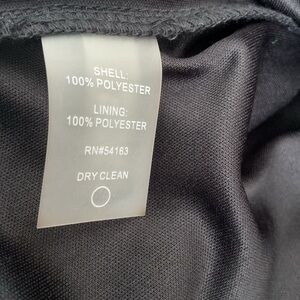 SHELL:
100% POLYESTER
LINING:
100% POLYESTER
RN#54163
DRY CLEAN